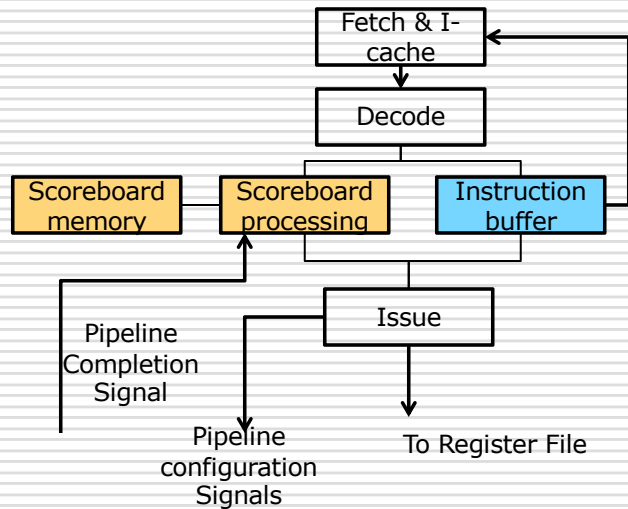 Fetch & I-
cache
Decode
Scoreboard
memory
Scoreboard
processing
Instruction
buffer
Issue
Pipeline
Completion
Signal
Pipeline
configuration
Signals
To Register File